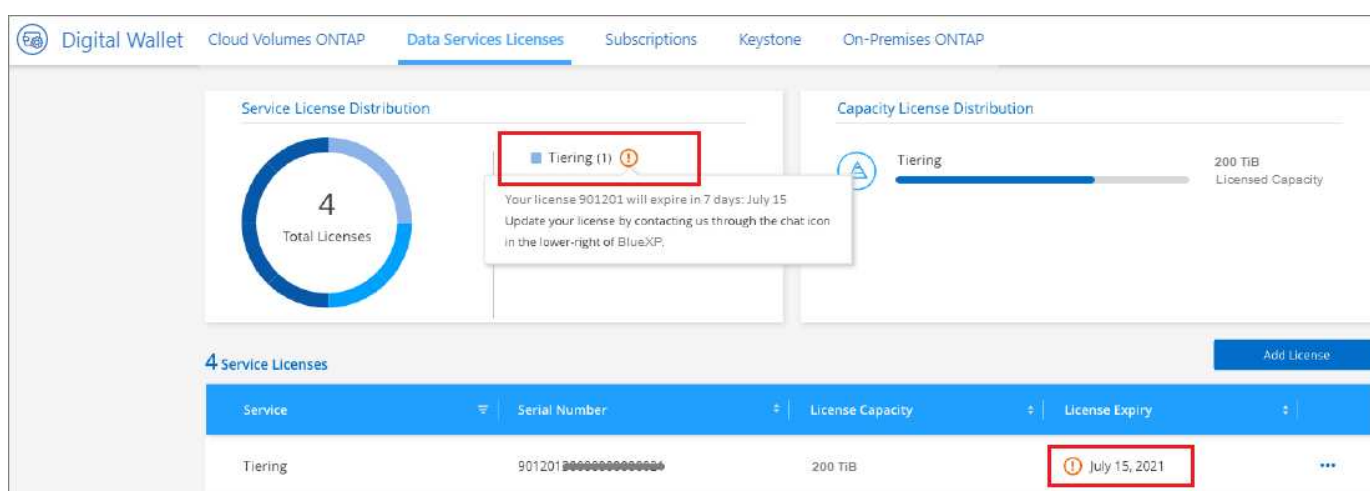 Digital Wallet Cloud Volumes ONTAP Data Services Licenses Subscriptions Keystone On-Premises ONTAP
Service License Distribution
4
Total Licenses
Tiering (1)
Your license 901201 will expire in 7 days: July 15
Update your license by contacting us through the chat icon
in the lower-right of BlueXP.
Capacity License Distribution
Tiering
200 TiB
Licensed Capacity
4 Service Licenses
Add License
Service Serial Number License Capacity License Expiry
Tiering 901201 200 TiB July 15, 2021